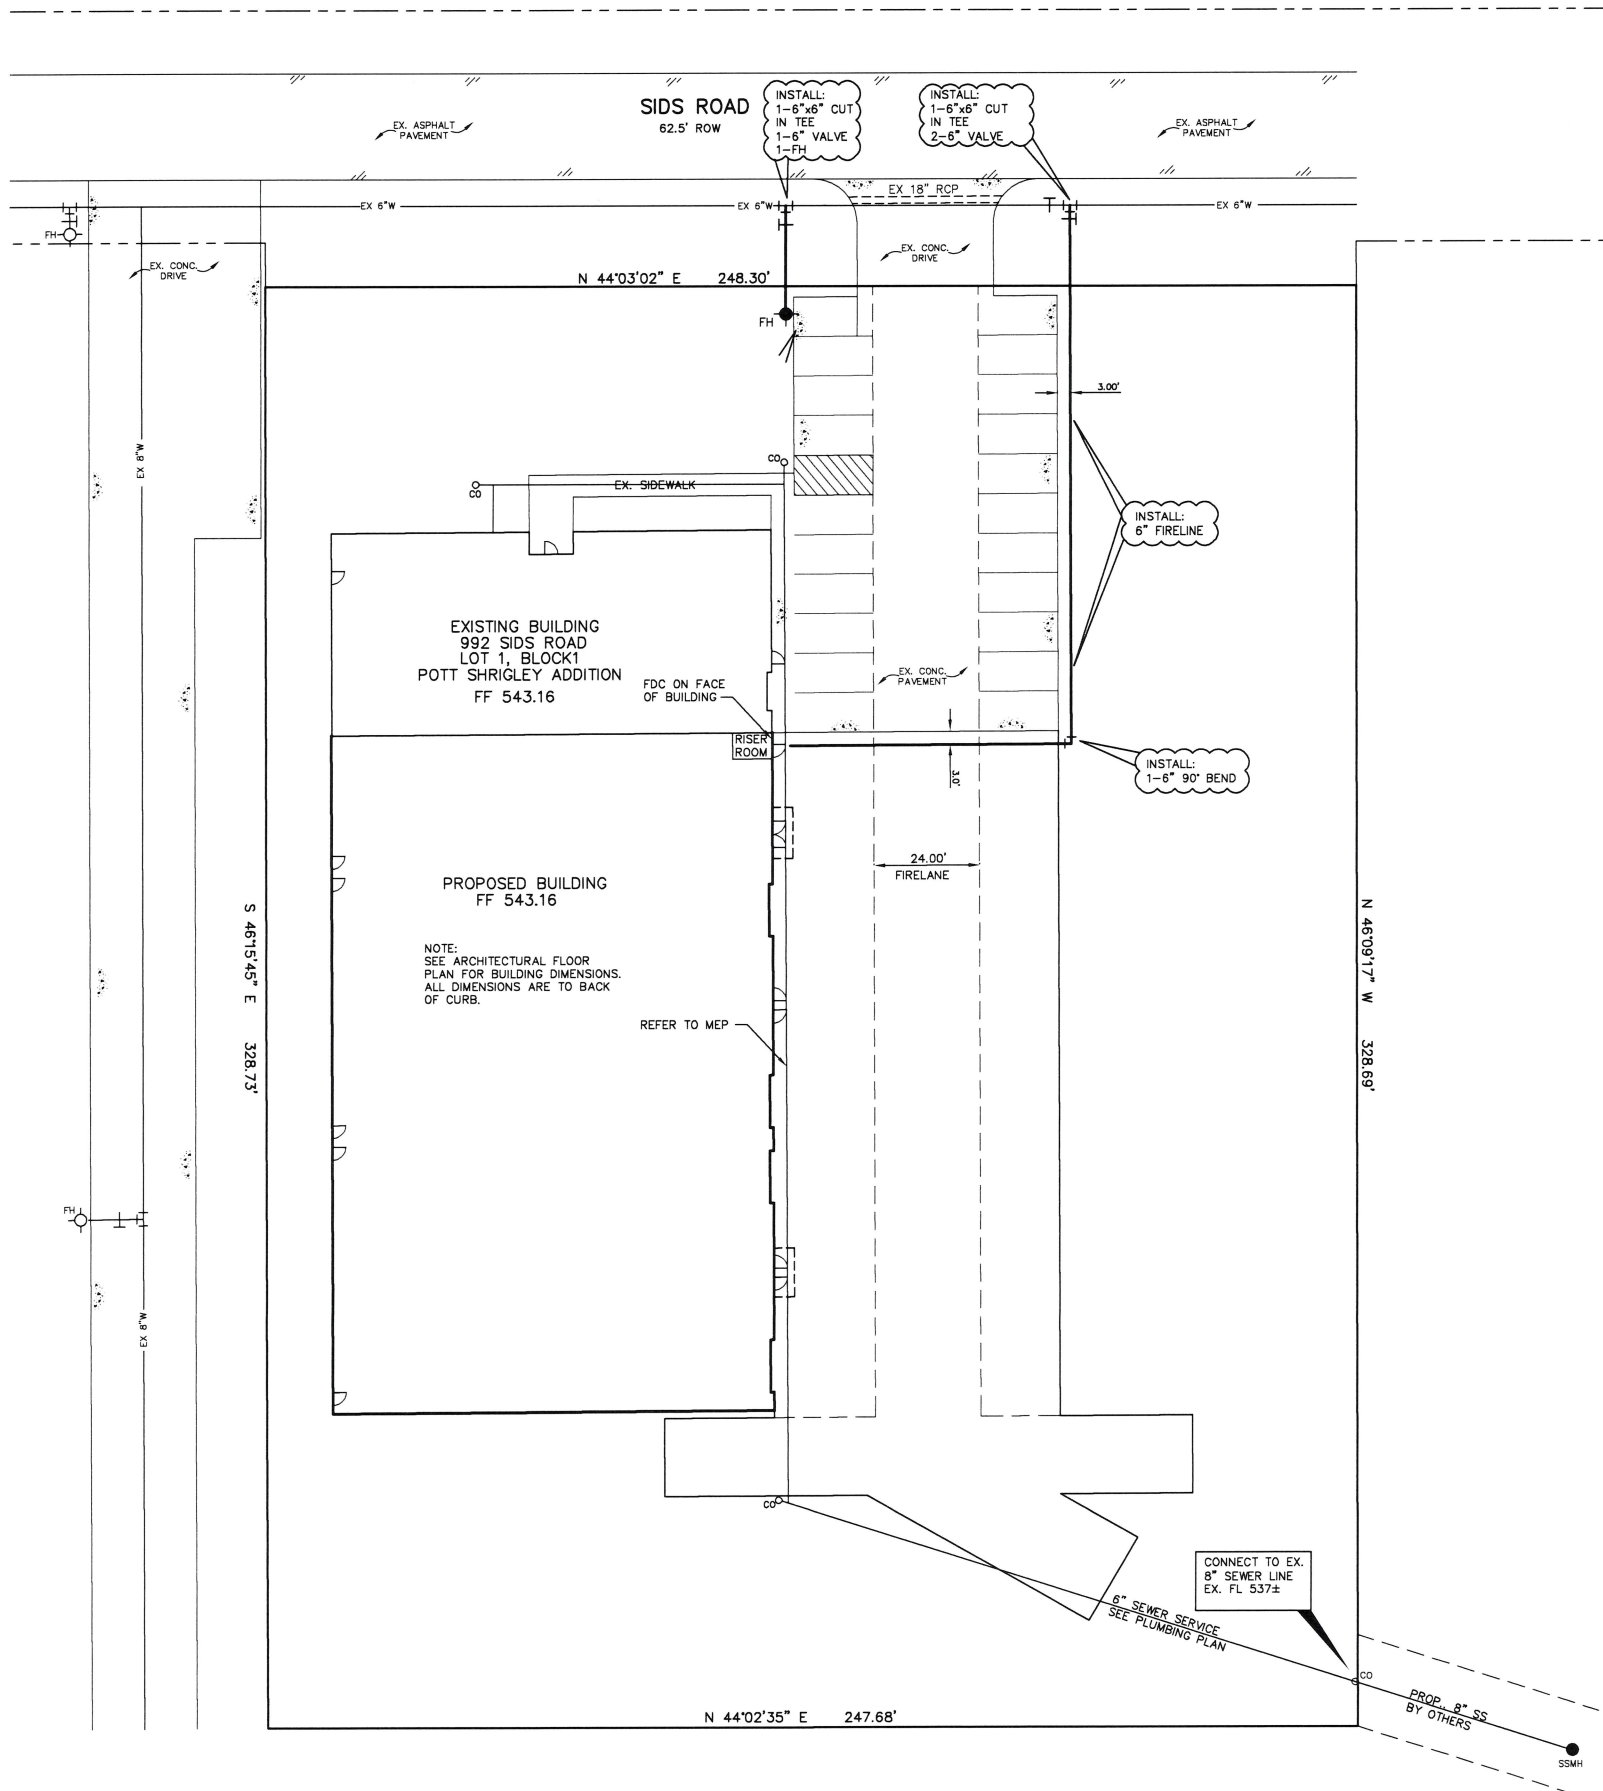 SIDS ROAD
62.5' ROW
INSTALL:
1-6"x6" CUT
IN TEE
1-6" VALVE
1-FH
INSTALL:
1-6"x6" CUT
IN TEE
2-6" VALVE
EX. ASPHALT
PAVEMENT
EX. ASPHALT
PAVEMENT
EX 18" RCP
EX 6"W
EX 6"W
EX 6"W
FH
EX. CONC.
DRIVE
EX. CONC.
DRIVE
N 44°03'02" E 248.30'
FH
3.00'
EX 8"W
CO
CO
EX. SIDEWALK
INSTALL:
6" FIRELINE
EXISTING BUILDING
992 SIDS ROAD
LOT 1, BLOCK1
POTT SHRIGLEY ADDITION
FF 543.16
FDC ON FACE
OF BUILDING
EX. CONC.
PAVEMENT
RISER
ROOM
3.0'
INSTALL:
1-6" 90° BEND
24.00'
FIRELANE
PROPOSED BUILDING
FF 543.16
NOTE:
SEE ARCHITECTURAL FLOOR
PLAN FOR BUILDING DIMENSIONS.
ALL DIMENSIONS ARE TO BACK
OF CURB.
REFER TO MEP
S 46°15'45" E 328.73'
N 46°09'17" W 328.69'
FH
EX 8"W
CO
CONNECT TO EX.
8" SEWER LINE
EX. FL 537±
6" SEWER SERVICE
SEE PLUMBING PLAN
CO
PROP.. 8" SS
BY OTHERS
N 44°02'35" E 247.68'
SSMH